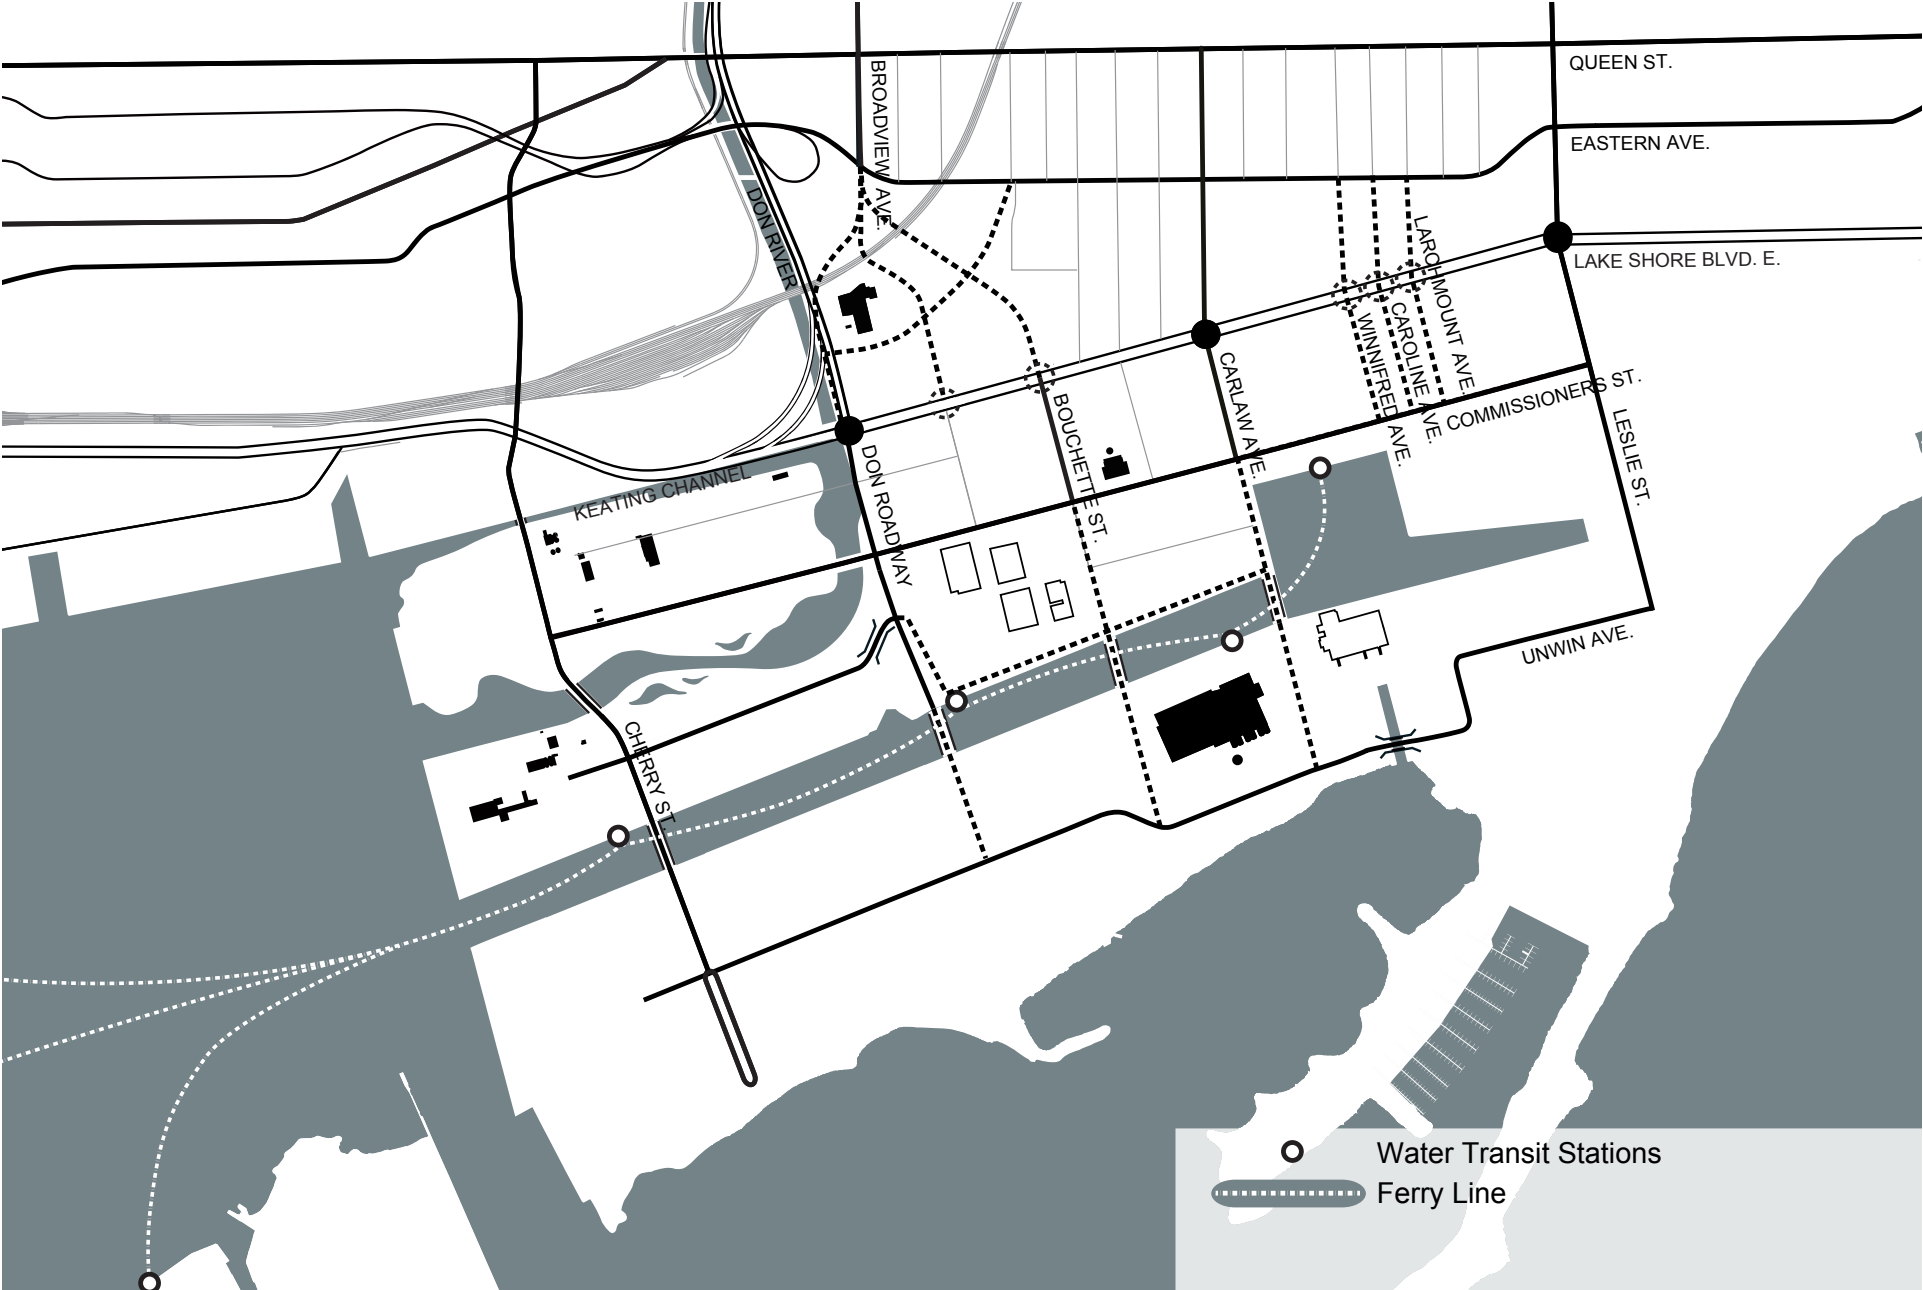 QUEEN ST.
BROADVIEW AVE.
EASTERN AVE.
DON RIVER
LAKE SHORE BLVD. E.
LARCHMOUNT AVE.
CAROLINE AVE.
WINNIFRED AVE.
CARLAW AVE.
COMMISSIONERS ST.
BOUCHETTE ST.
LESLIE ST.
DON ROADWAY
KEATING CHANNEL
UNWIN AVE.
CHERRY ST.
Water Transit Stations
Ferry Line